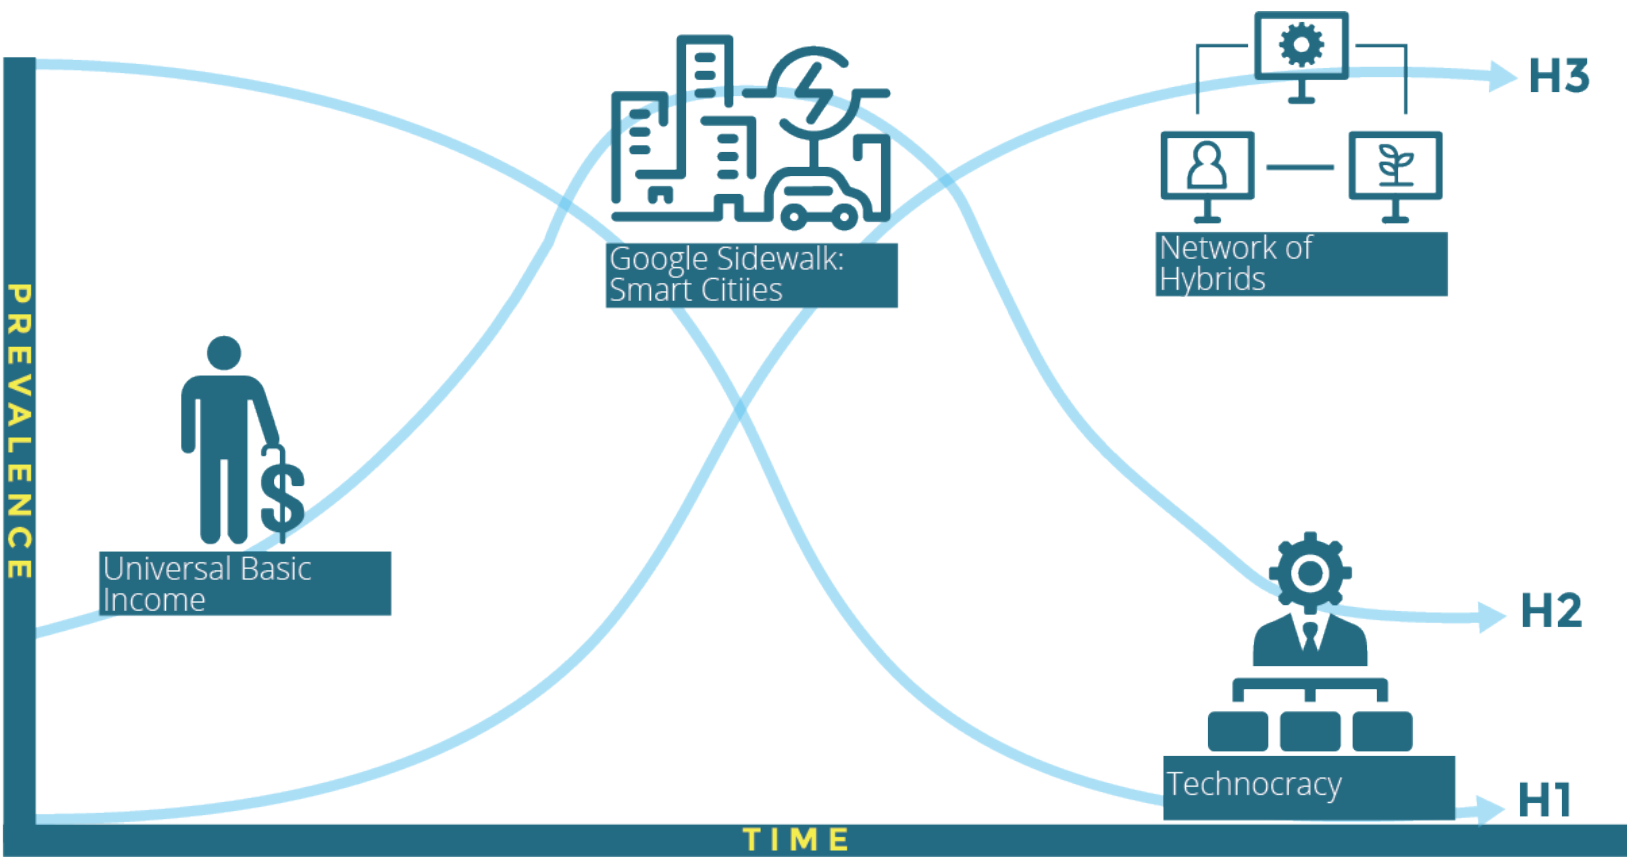 H3
Network of
Hybrids
Google Sidewalk:
Smart Citiies
PREVALENCE
$
Universal Basic
Income
H2
Technocracy
H1
TIME